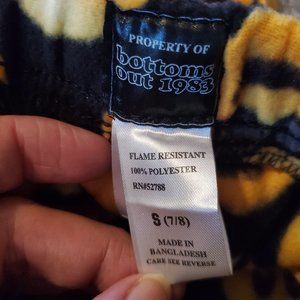 PROPERTY OF
bottoms
out 1983
FLAME RESISTANT
100% POLYESTER
RN#52788
S (7/8)
MADE IN
BANGLADESH
CARE SEE REVERSE